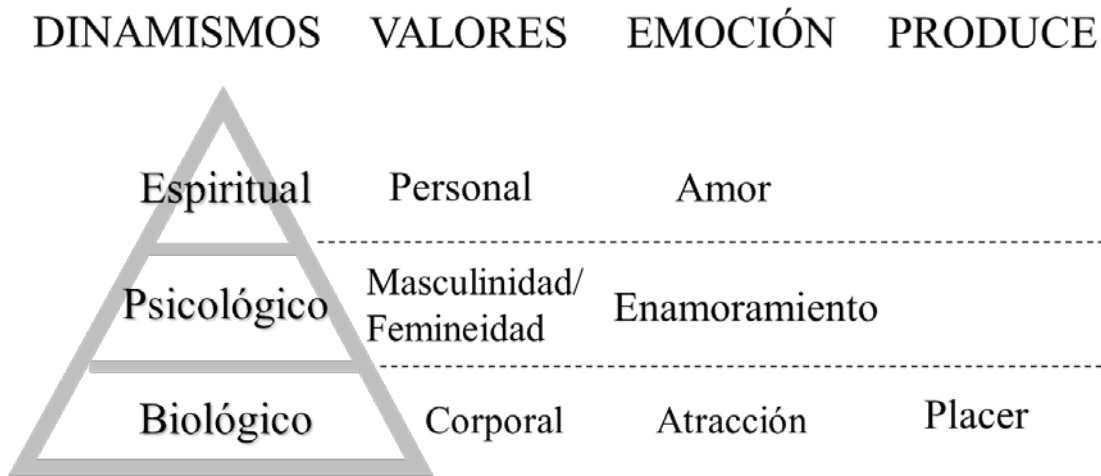 DINAMISMOS VALORES EMOCIÓN PRODUCE
Espiritual Personal Amor
Psicológico Masculinidad/ Enamoramiento
Femineidad
Biológico Corporal Atracción Placer